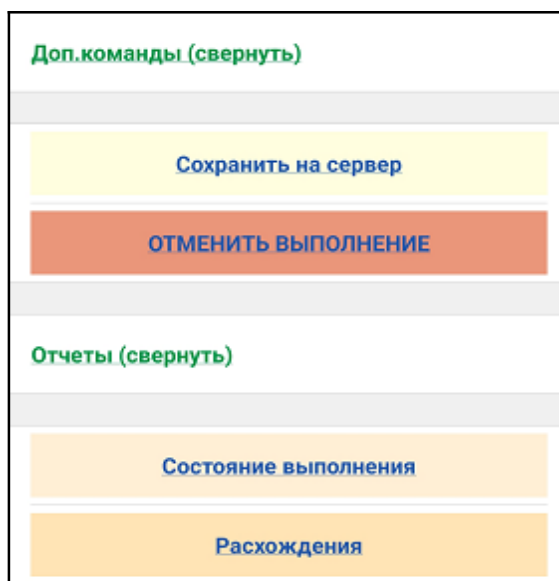 Доп.команды (свернуть)
Сохранить на сервер
ОТМЕНИТЬ ВЫПОЛНЕНИЕ
Отчеты (свернуть)
Состояние выполнения
Расхождения